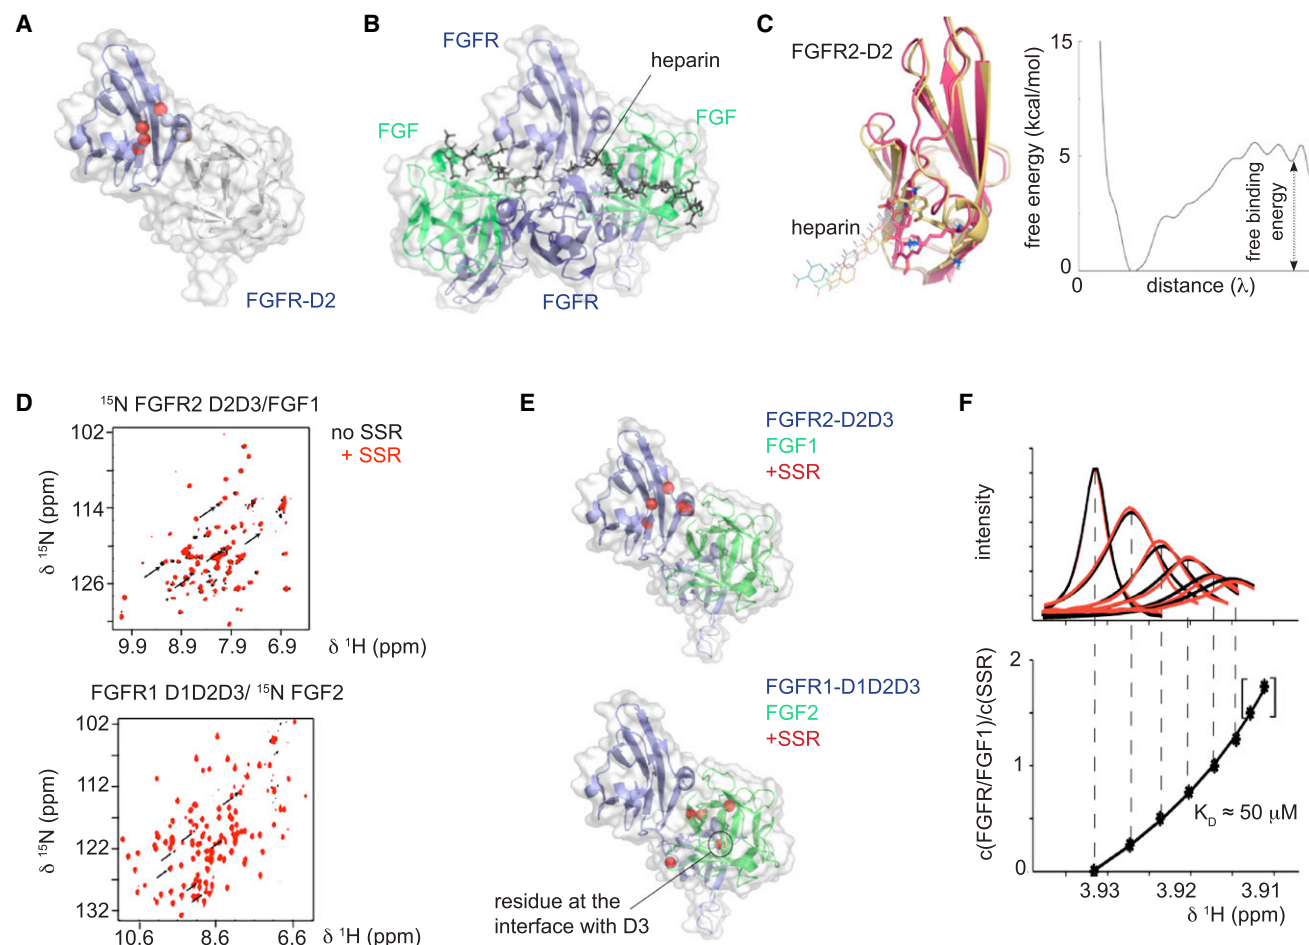 A
FGFR-D2
B
FGFR
heparin
FGF
FGF
FGFR
C
FGFR2-D2
heparin
free energy (kcal/mol)
15
5
0
0
distance (λ)
free binding
energy
D
¹⁵N FGFR2 D2D3/FGF1
no SSR
+ SSR
δ ¹⁵N (ppm)
102
114
126
9.9
8.9
7.9
6.9
δ ¹H (ppm)
FGFR1 D1D2D3/ ¹⁵N FGF2
δ ¹⁵N (ppm)
102
112
122
132
10.6
8.6
6.6
δ ¹H (ppm)
E
FGFR2-D2D3
FGF1
+SSR
FGFR1-D1D2D3
FGF2
+SSR
residue at the
interface with D3
F
intensity
c(FGFR/FGF1)/c(SSR)
2
1
0
K_D ≈ 50 μM
3.93
3.92
3.91
δ ¹H (ppm)